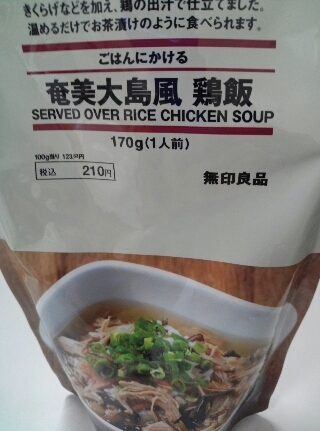 きくらげなどを加え、鶏の出汁で仕立てました。
温めるだけでお茶漬けのように食べられます。
ごはんにかける
奄美大島風 鶏飯
SERVED OVER RICE CHICKEN SOUP
170g(1人前)
100g当り 123.53円
税込 210円
無印良品